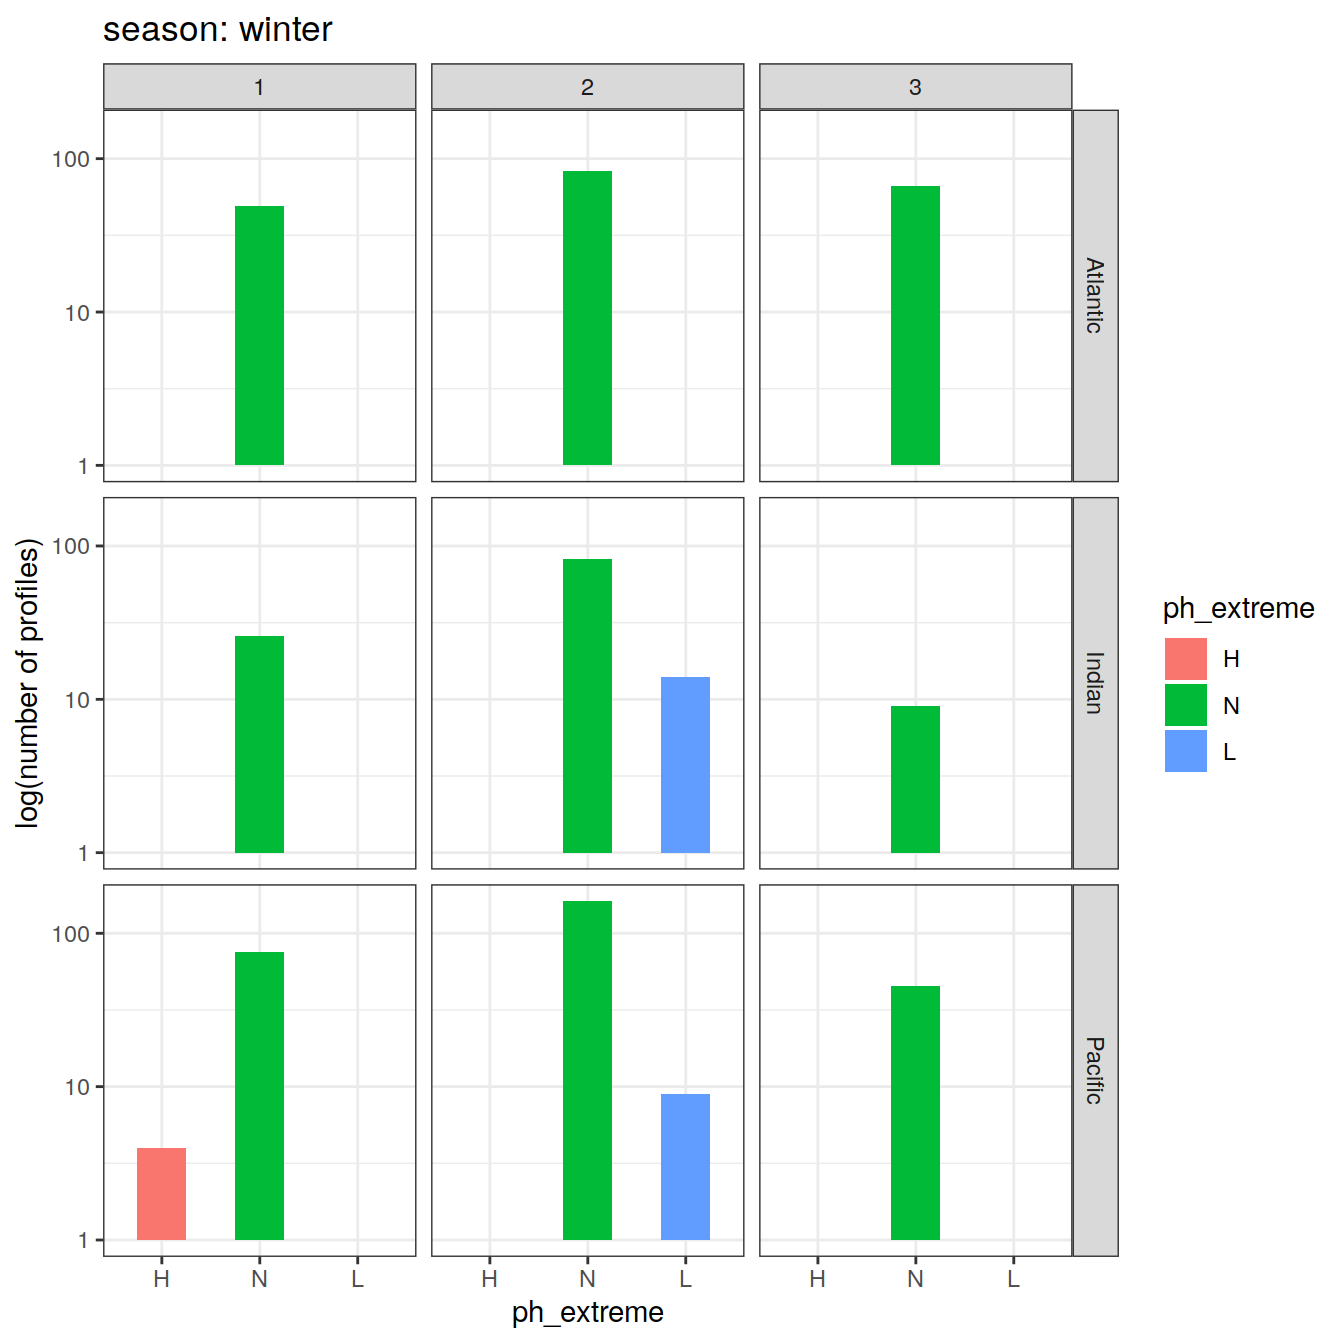 season: winter
1 2 3
100
10
1
Atlantic
100
10
1
Indian
100
10
1
Pacific
log(number of profiles)
H N L H N L H N L
ph_extreme
ph_extreme
H
N
L